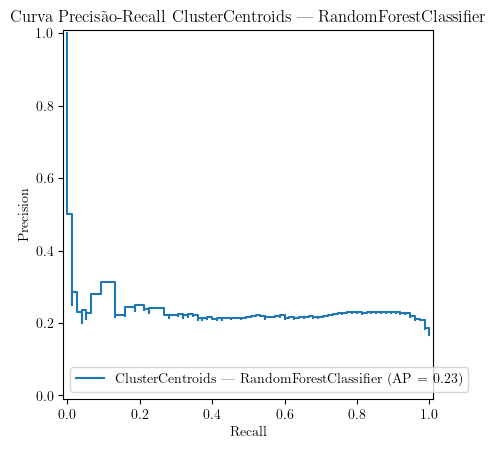 Curva Precisão-Recall ClusterCentroids — RandomForestClassifier
1.0
0.8
0.6
0.4
0.2
0.0
Precision
ClusterCentroids — RandomForestClassifier (AP = 0.23)
0.0 0.2 0.4 0.6 0.8 1.0
Recall